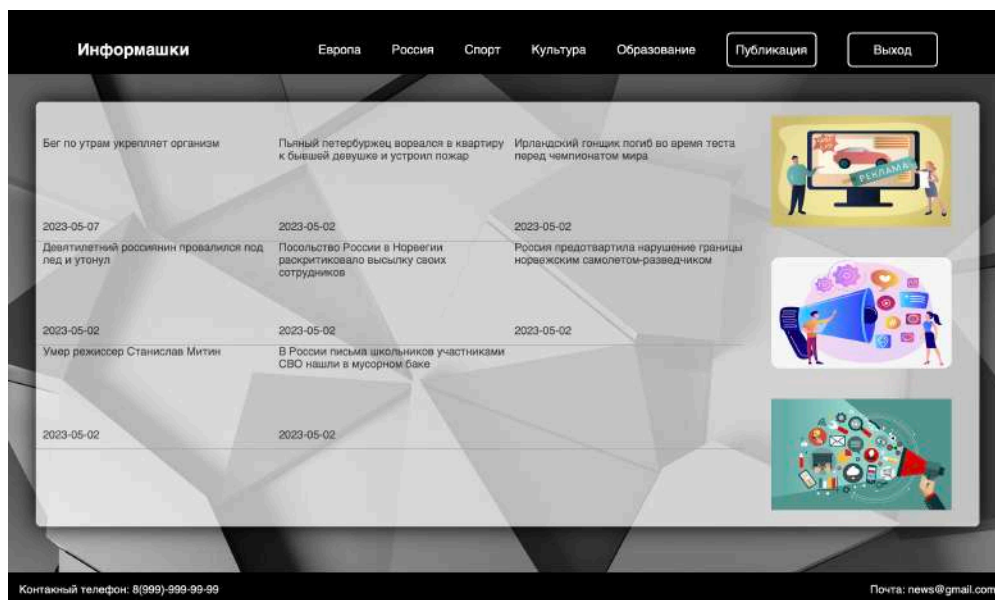 Информашки
Европа Россия Спорт Культура Образование Публикация Выход
Бег по утрам укрепляет организм
2023-05-07
Пьяный петербуржец ворвался в квартиру
к бывшей девушке и устроил пожар
2023-05-02
Ирландский гонщик погиб во время теста
перед чемпионатом мира
2023-05-02
Девятилетний россиянин провалился под
лед и утонул
2023-05-02
Посольство России в Норвегии
раскритиковало высылку своих
сотрудников
2023-05-02
Россия предотвартила нарушение границы
норвежским самолетом-разведчиком
2023-05-02
Умер режиссер Станислав Митин
2023-05-02
В России письма школьников участниками
СВО нашли в мусорном баке
2023-05-02
РЕКЛАМА
Контакный телефон: 8(999)-999-99-99
Почта: news@gmail.com